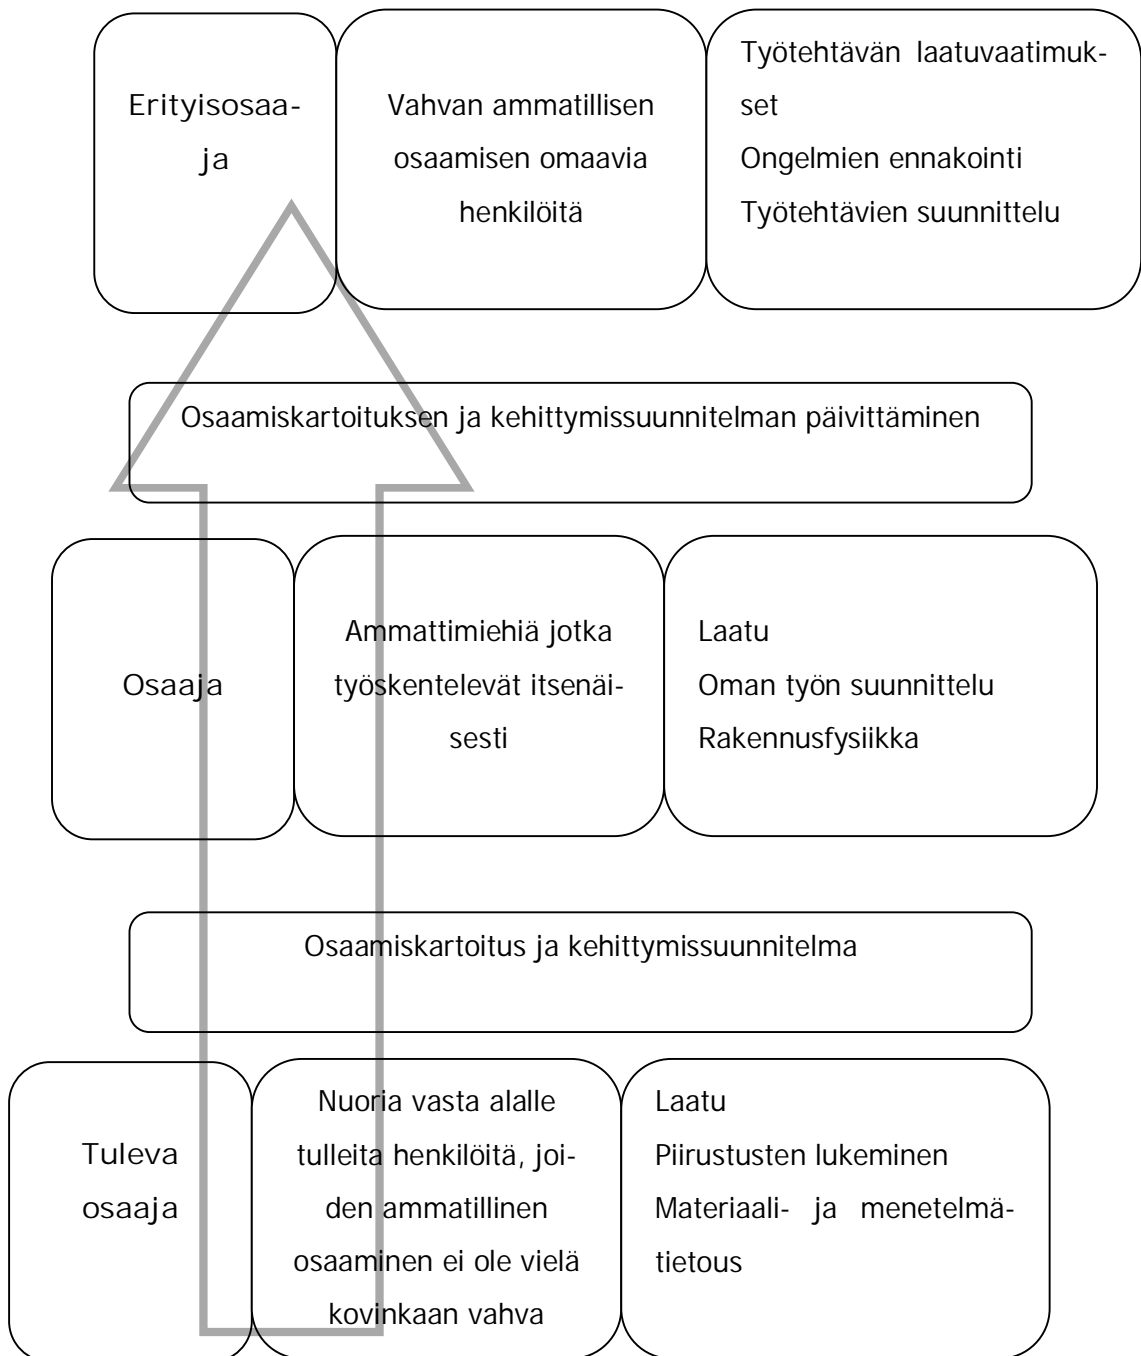 Erityisosaa-
ja
Vahvan ammatillisen
osaamisen omaavia
henkilöitä
Työtehtävän laatuvaatimuk-
set
Ongelmien ennakointi
Työtehtävien suunnittelu
Osaamiskartoituksen ja kehittymissuunnitelman päivittäminen
Osaaja
Ammattimiehiä jotka
työskentelevät itsenäi-
sesti
Laatu
Oman työn suunnittelu
Rakennusfysiikka
Osaamiskartoitus ja kehittymissuunnitelma
Tuleva
osaaja
Nuoria vasta alalle
tulleita henkilöitä, joi-
den ammatillinen
osaaminen ei ole vielä
kovinkaan vahva
Laatu
Piirustusten lukeminen
Materiaali- ja menetelmä-
tietous